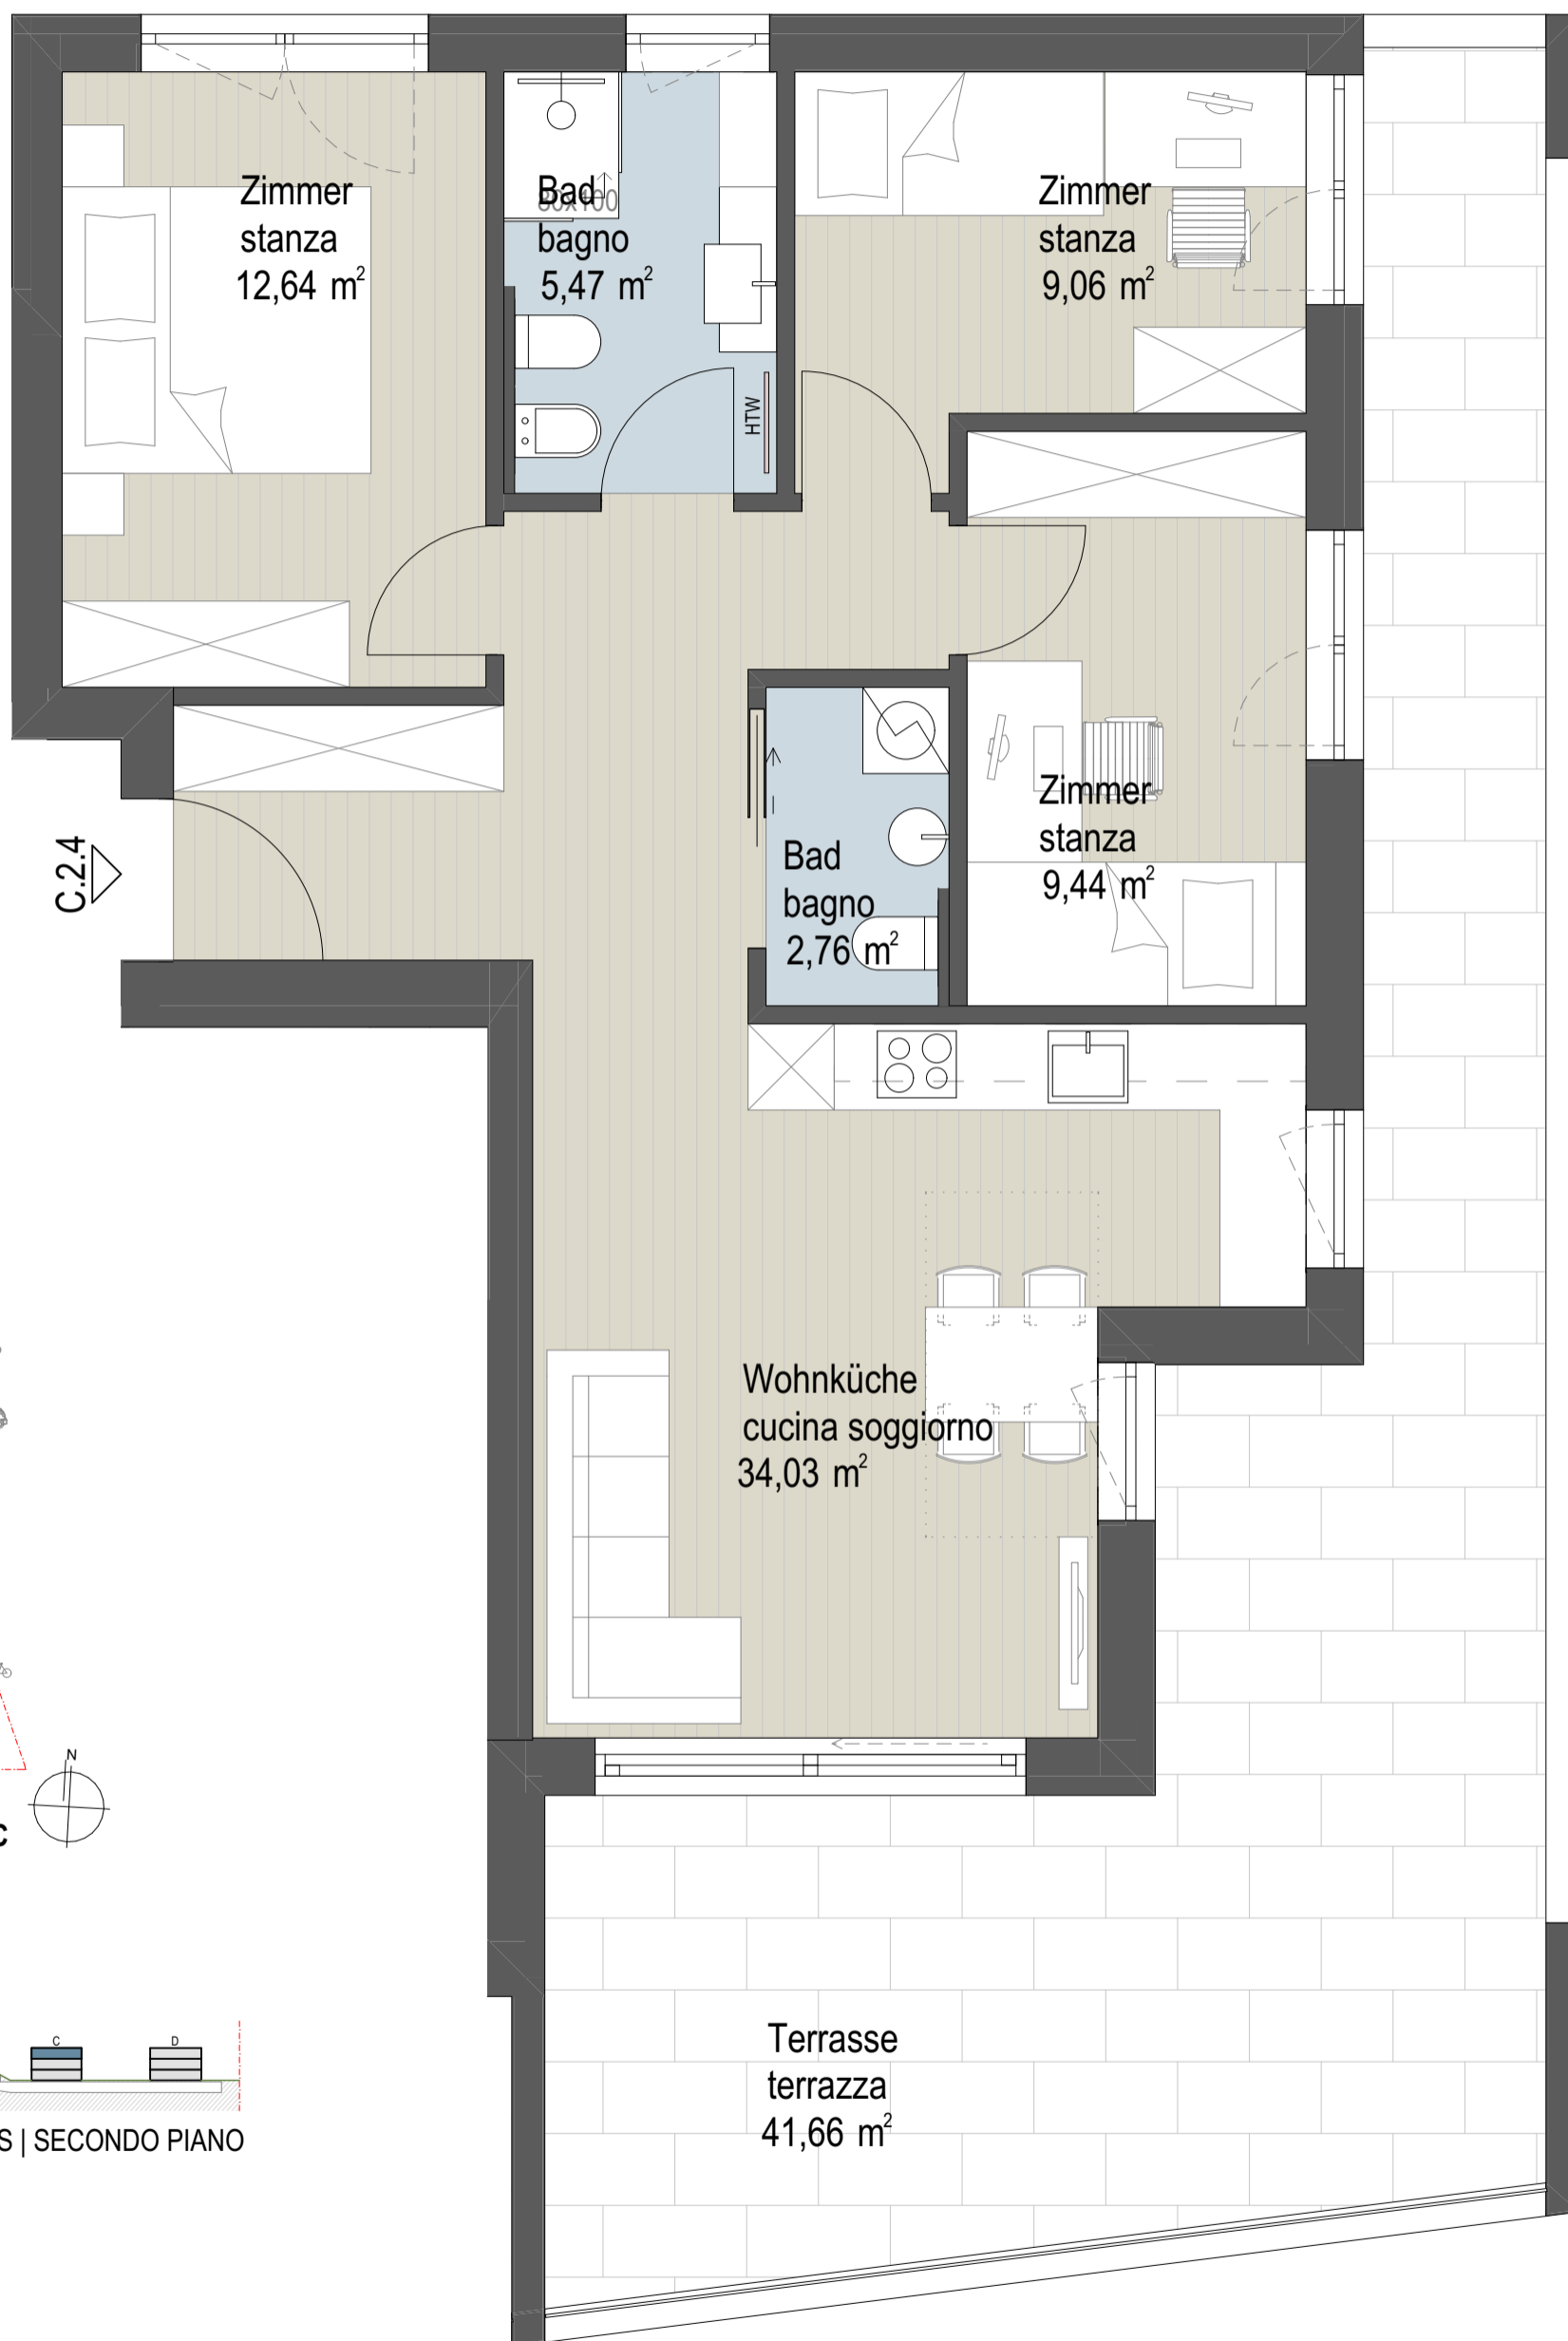 Zimmer
stanza
12,64 m²
Bad
80x100
bagno
5,47 m²
Zimmer
stanza
9,06 m²
HTW
C.2.4
Zimmer
stanza
9,44 m²
Bad
bagno
2,76 m²
Wohnküche
cucina soggiorno
34,03 m²
N
C
C
D
S | SECONDO PIANO
Terrasse
terrazza
41,66 m²